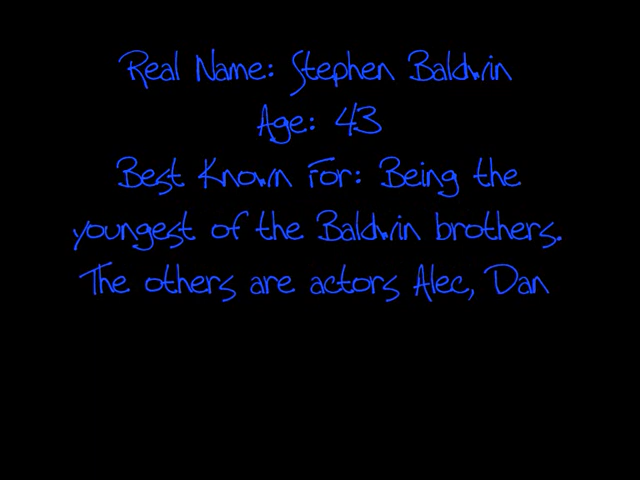 Real Name: Stephen Baldwin
Age: 43
Best Known For: Being the
youngest of the Baldwin brothers.
The others are actors Alec, Dan